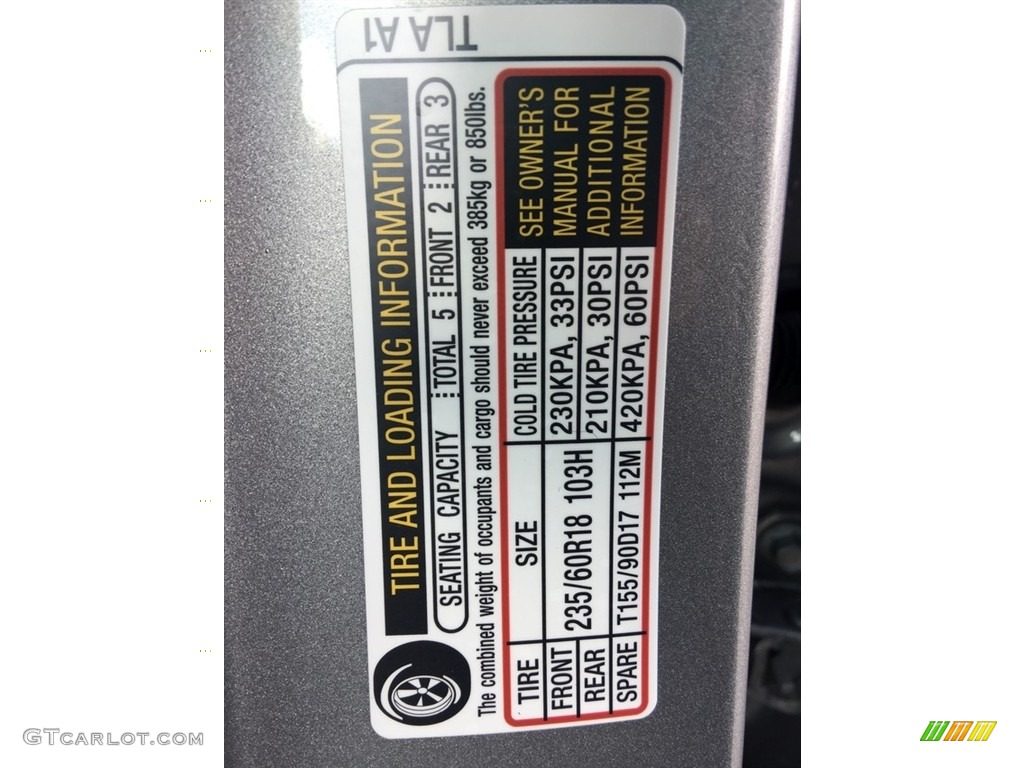 TLAA1
TIRE AND LOADING INFORMATION
SEATING CAPACITY TOTAL 5 FRONT 2 REAR 3
The combined weight of occupants and cargo should never exceed 385kg or 850lbs.
TIRE SIZE COLD TIRE PRESSURE
FRONT 235/60R18 103H 230KPA, 33PSI
REAR 210KPA, 30PSI
SPARE T155/90D17 112M 420KPA, 60PSI
SEE OWNER'S
MANUAL FOR
ADDITIONAL
INFORMATION
GTCarlot.com